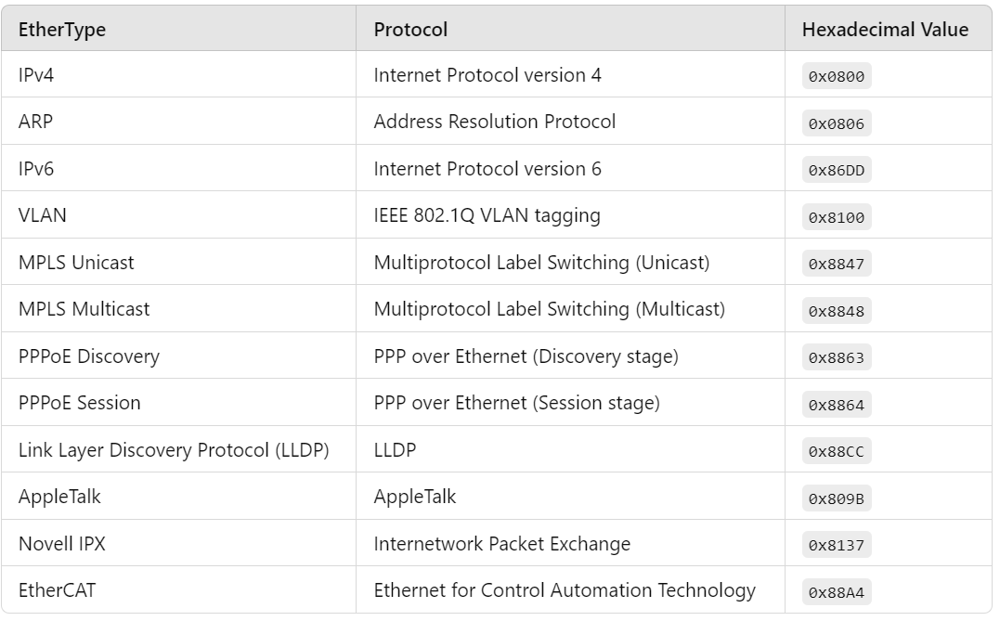 EtherType Protocol Hexadecimal Value
IPv4 Internet Protocol version 4 0x0800
ARP Address Resolution Protocol 0x0806
IPv6 Internet Protocol version 6 0x86DD
VLAN IEEE 802.1Q VLAN tagging 0x8100
MPLS Unicast Multiprotocol Label Switching (Unicast) 0x8847
MPLS Multicast Multiprotocol Label Switching (Multicast) 0x8848
PPPoE Discovery PPP over Ethernet (Discovery stage) 0x8863
PPPoE Session PPP over Ethernet (Session stage) 0x8864
Link Layer Discovery Protocol (LLDP) LLDP 0x88CC
AppleTalk AppleTalk 0x809B
Novell IPX Internetwork Packet Exchange 0x8137
EtherCAT Ethernet for Control Automation Technology 0x88A4